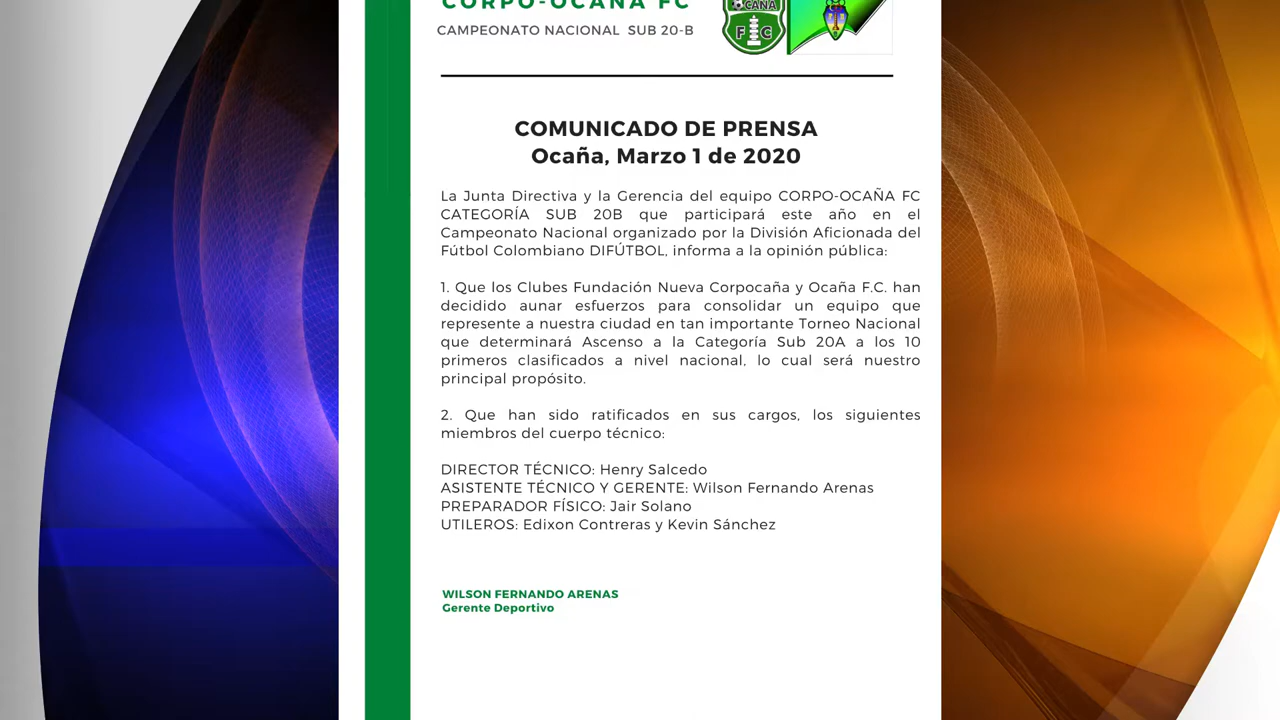 CORPO-OCAÑA FC
CAMPEONATO NACIONAL SUB 20-B
OCAÑA
F C
COMUNICADO DE PRENSA
Ocaña, Marzo 1 de 2020
La Junta Directiva y la Gerencia del equipo CORPO-OCAÑA FC
CATEGORÍA SUB 20B que participará este año en el
Campeonato Nacional organizado por la División Aficionada del
Fútbol Colombiano DIFÚTBOL, informa a la opinión pública:
1. Que los Clubes Fundación Nueva Corpocaña y Ocaña F.C. han
decidido aunar esfuerzos para consolidar un equipo que
represente a nuestra ciudad en tan importante Torneo Nacional
que determinará Ascenso a la Categoría Sub 20A a los 10
primeros clasificados a nivel nacional, lo cual será nuestro
principal propósito.
2. Que han sido ratificados en sus cargos, los siguientes
miembros del cuerpo técnico:
DIRECTOR TÉCNICO: Henry Salcedo
ASISTENTE TÉCNICO Y GERENTE: Wilson Fernando Arenas
PREPARADOR FÍSICO: Jair Solano
UTILEROS: Edixon Contreras y Kevin Sánchez
WILSON FERNANDO ARENAS
Gerente Deportivo